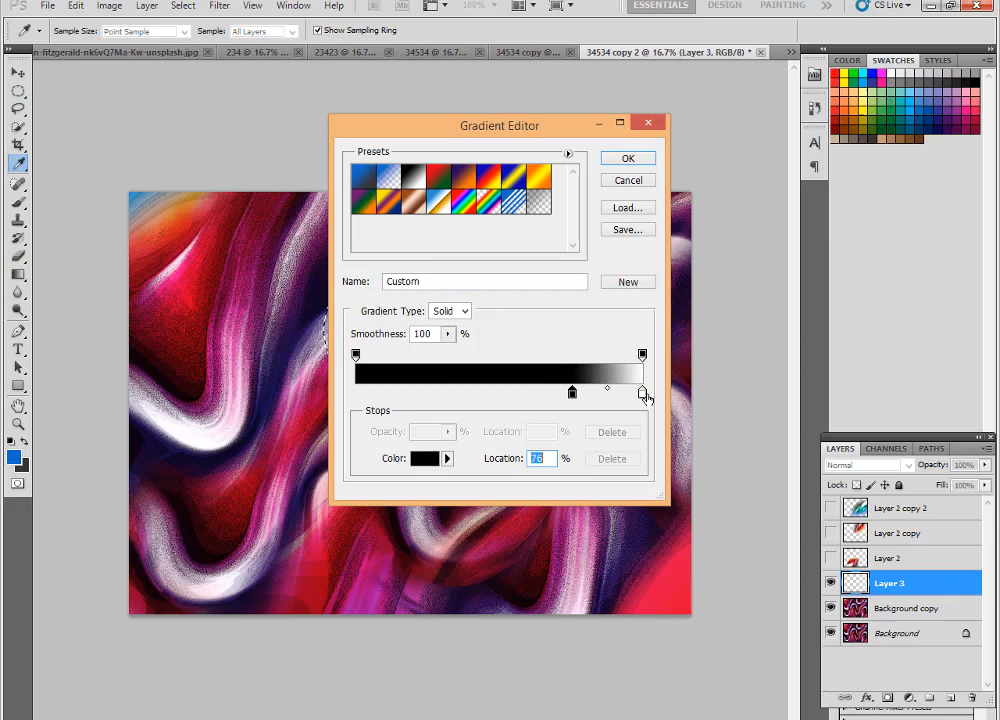 PS File Edit Image Layer Select Filter View Window Help Br Mb 100% ESSENTIALS DESIGN PAINTING CS Live
Sample Size: Point Sample Sample: All Layers Show Sampling Ring
n-fitzgerald-nk6vQ7Ma-Kw-unsplash.jpg 234 @ 16.7% ... 23423 @ 16.7% ... 34534 @ 16.7%... 34534 copy @... 34534 copy 2 @ 16.7% (Layer 3, RGB/8) *
COLOR SWATCHES STYLES
Mb
Gradient Editor
Presets
OK
Cancel
Load...
Save...
Name: Custom New
Gradient Type: Solid
Smoothness: 100 %
Stops
Opacity: % Location: % Delete
Color: Location: 76 % Delete
LAYERS CHANNELS PATHS
Normal Opacity: 100%
Lock: Fill: 100%
Layer 2 copy 2
Layer 2 copy
Layer 2
Layer 3
Background copy
Background